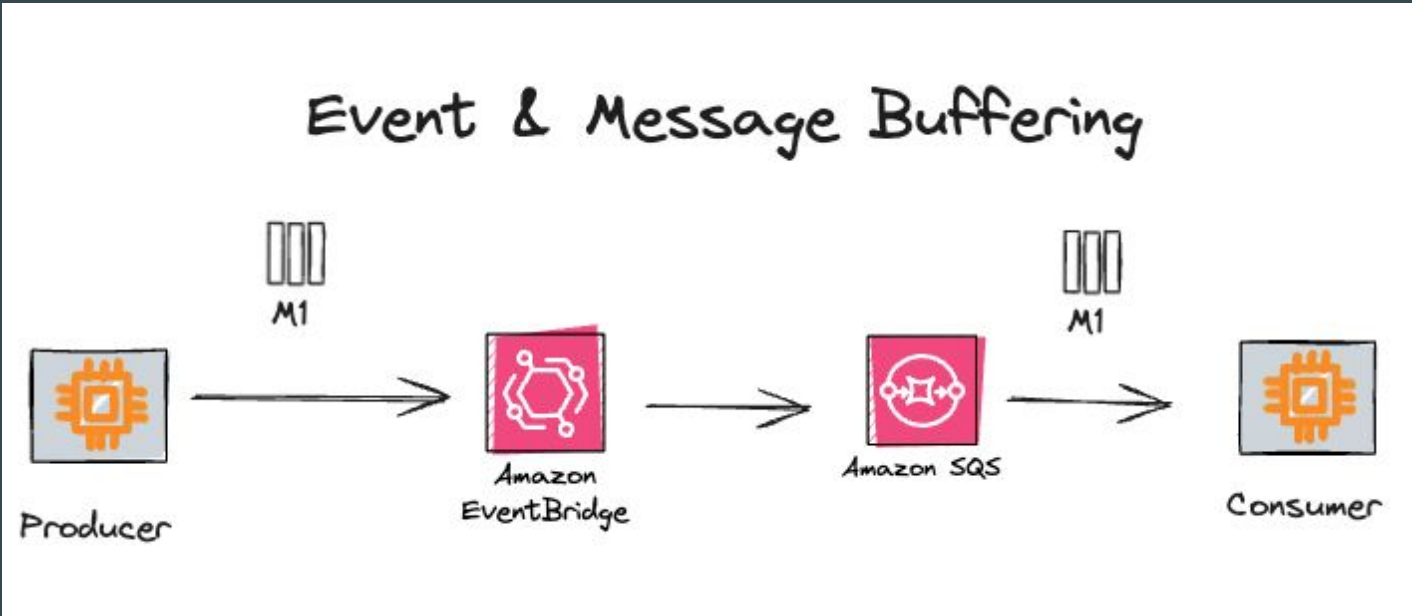 Event & Message Buffering
M1
M1
Amazon
EventBridge
Amazon SQS
Producer
Consumer